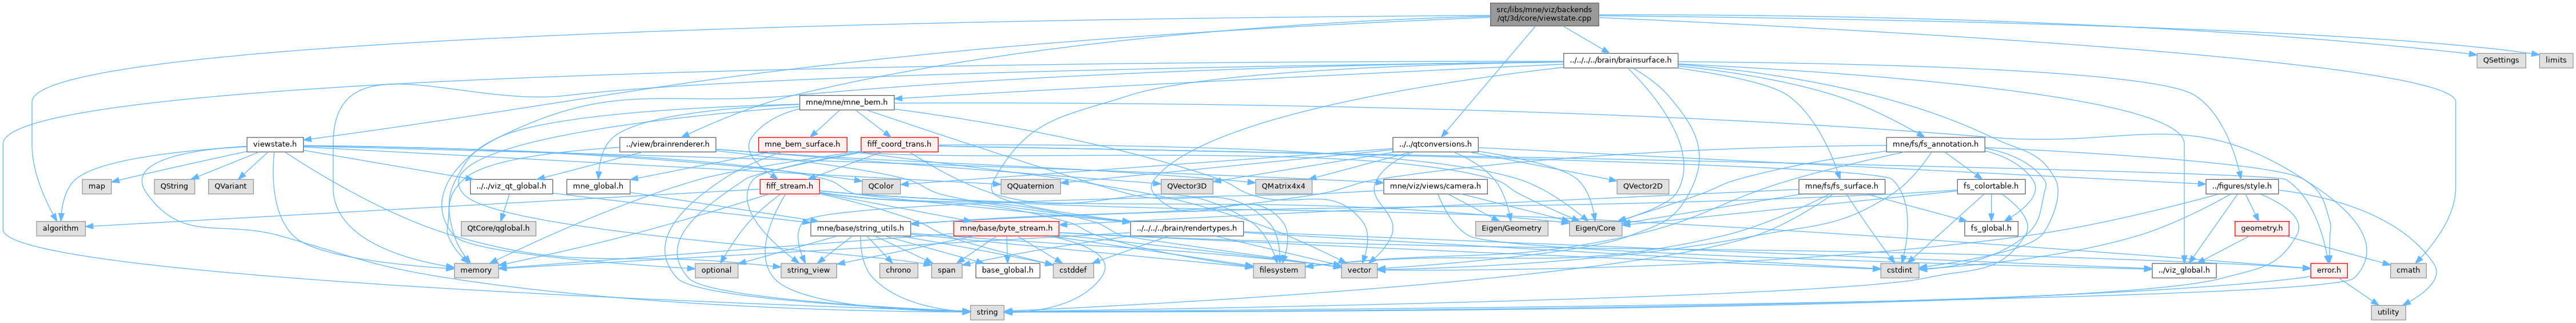 src/libs/mne/viz/backends
/qt/3d/core/viewstate.cpp
../../../../brain/brainsurface.h
QSettings
limits
mne/mne/mne_bem.h
viewstate.h
../view/brainrenderer.h
mne_bem_surface.h
fiff_coord_trans.h
../../qtconversions.h
mne/fs/fs_annotation.h
map
QString
QVariant
../../viz_qt_global.h
mne_global.h
fiff_stream.h
QColor
QQuaternion
QVector3D
QMatrix4x4
mne/viz/views/camera.h
QVector2D
mne/fs/fs_surface.h
fs_colortable.h
../figures/style.h
algorithm
QtCore/qglobal.h
mne/base/string_utils.h
mne/base/byte_stream.h
../../../../brain/rendertypes.h
Eigen/Geometry
Eigen/Core
fs_global.h
geometry.h
memory
optional
string_view
chrono
span
base_global.h
cstddef
filesystem
vector
cstdint
../viz_global.h
error.h
cmath
string
utility